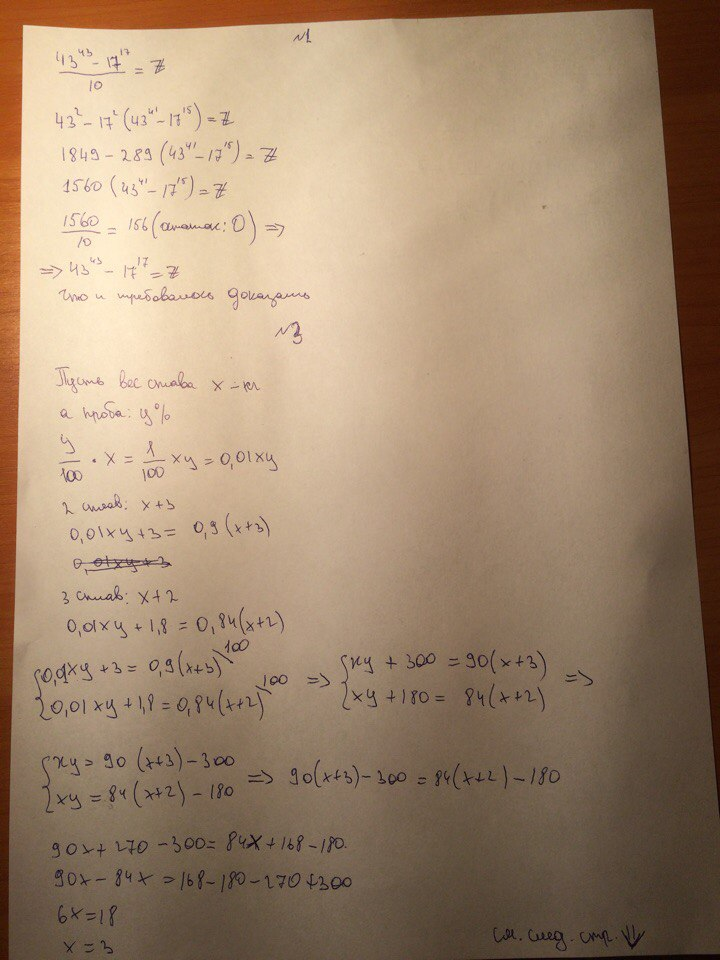 №1
43^43 - 17^17 / 10 = Z
43² - 17² (43^41 - 17^15) = Z
1849 - 289 (43^41 - 17^15) = Z
1560 (43^41 - 17^15) = Z
1560/10 = 156 (остаток: 0) ⇒
⇒ 43^43 - 17^17 = Z
Что и требовалось доказать
№3
Пусть вес сплава x - кг
а проба: y%
y/100 · x = 1/100 xy = 0,01xy
2 сплав: x+3
0,01xy + 3 = 0,9(x+3)
0,01xy + 3
3 сплав: x+2
0,01xy + 1,8 = 0,84(x+2)
{0,01xy + 3 = 0,9(x+3) \100
{0,01xy + 1,8 = 0,84(x+2) \100 ⇒ {xy + 300 = 90(x+3)
{xy + 180 = 84(x+2) ⇒
{xy = 90(x+3) - 300
{xy = 84(x+2) - 180 ⇒ 90(x+3) - 300 = 84(x+2) - 180
90x + 270 - 300 = 84x + 168 - 180.
90x - 84x = 168 - 180 - 270 + 300
6x = 18
x = 3
см. след. стр. ⇓